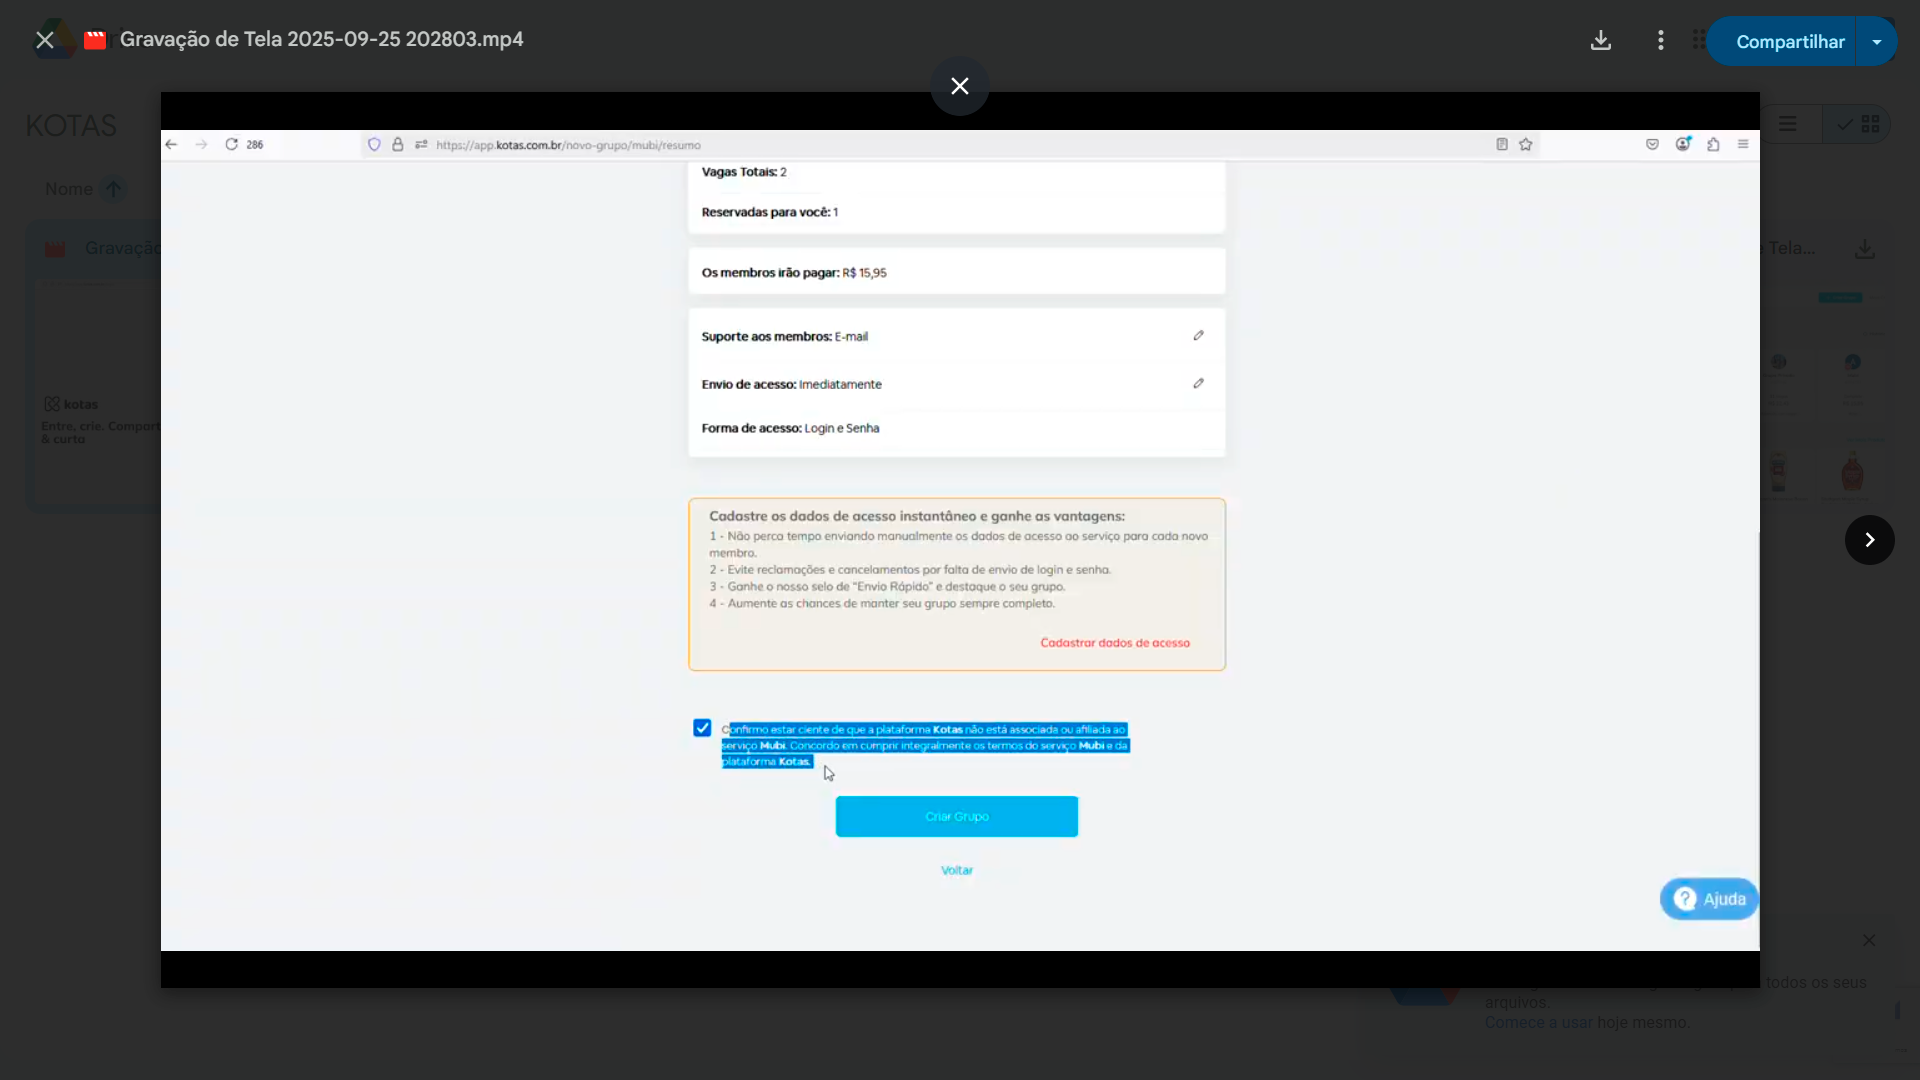 Gravação de Tela 2025-09-25 202803.mp4
Compartilhar
KOTAS
Nome
Gravação
e Tela...
286
https://app.kotas.com.br/novo-grupo/mubi/resumo
Vagas Totais: 2
Reservadas para você: 1
Os membros irão pagar: R$ 15,95
Suporte aos membros: E-mail
Envio de acesso: Imediatamente
Forma de acesso: Login e Senha
kotas
Entre, crie. Compart
& curta
Cadastre os dados de acesso instantâneo e ganhe as vantagens:
1 - Não perca tempo enviando manualmente os dados de acesso ao serviço para cada novo
membro.
2 - Evite reclamações e cancelamentos por falta de envio de login e senha.
3 - Ganhe o nosso selo de "Envio Rápido" e destaque o seu grupo.
4 - Aumente as chances de manter seu grupo sempre completo.
Cadastrar dados de acesso
Confirmo estar ciente de que a plataforma Kotas não está associada ou afiliada ao
serviço Mubi. Concordo em cumprir integralmente os termos do serviço Mubi e da
plataforma Kotas.
Criar Grupo
Voltar
Ajuda
todos os seus
arquivos.
Comece a usar hoje mesmo.